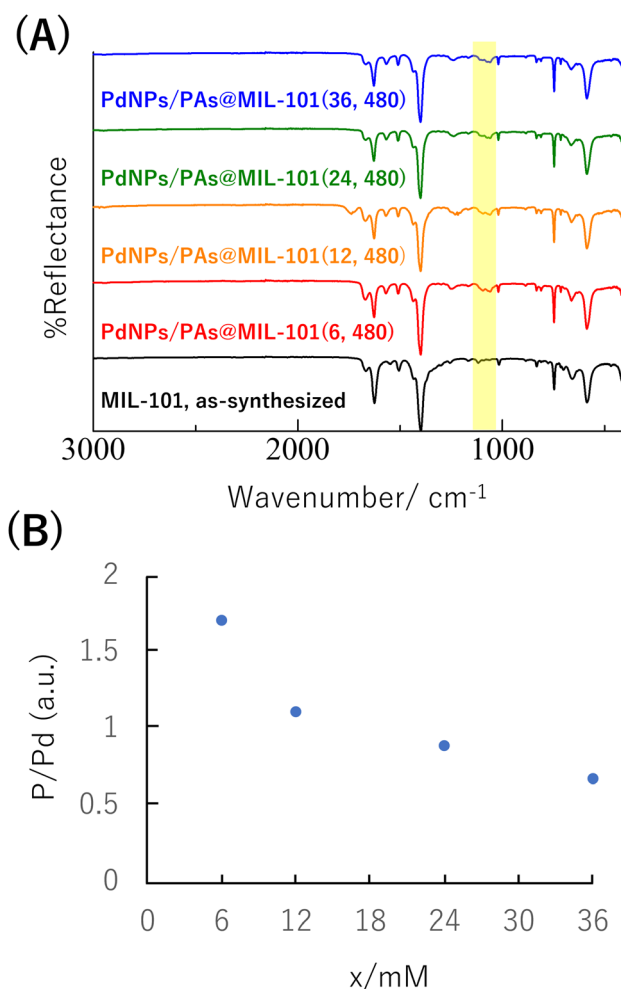 (A)
PdNPs/PAs@MIL-101(36, 480)
PdNPs/PAs@MIL-101(24, 480)
PdNPs/PAs@MIL-101(12, 480)
PdNPs/PAs@MIL-101(6, 480)
MIL-101, as-synthesized
%Reflectance
3000 2000 1000
Wavenumber/ cm⁻¹
(B)
2
1.5
1
0.5
0
P/Pd (a.u.)
0 6 12 18 24 30 36
x/mM